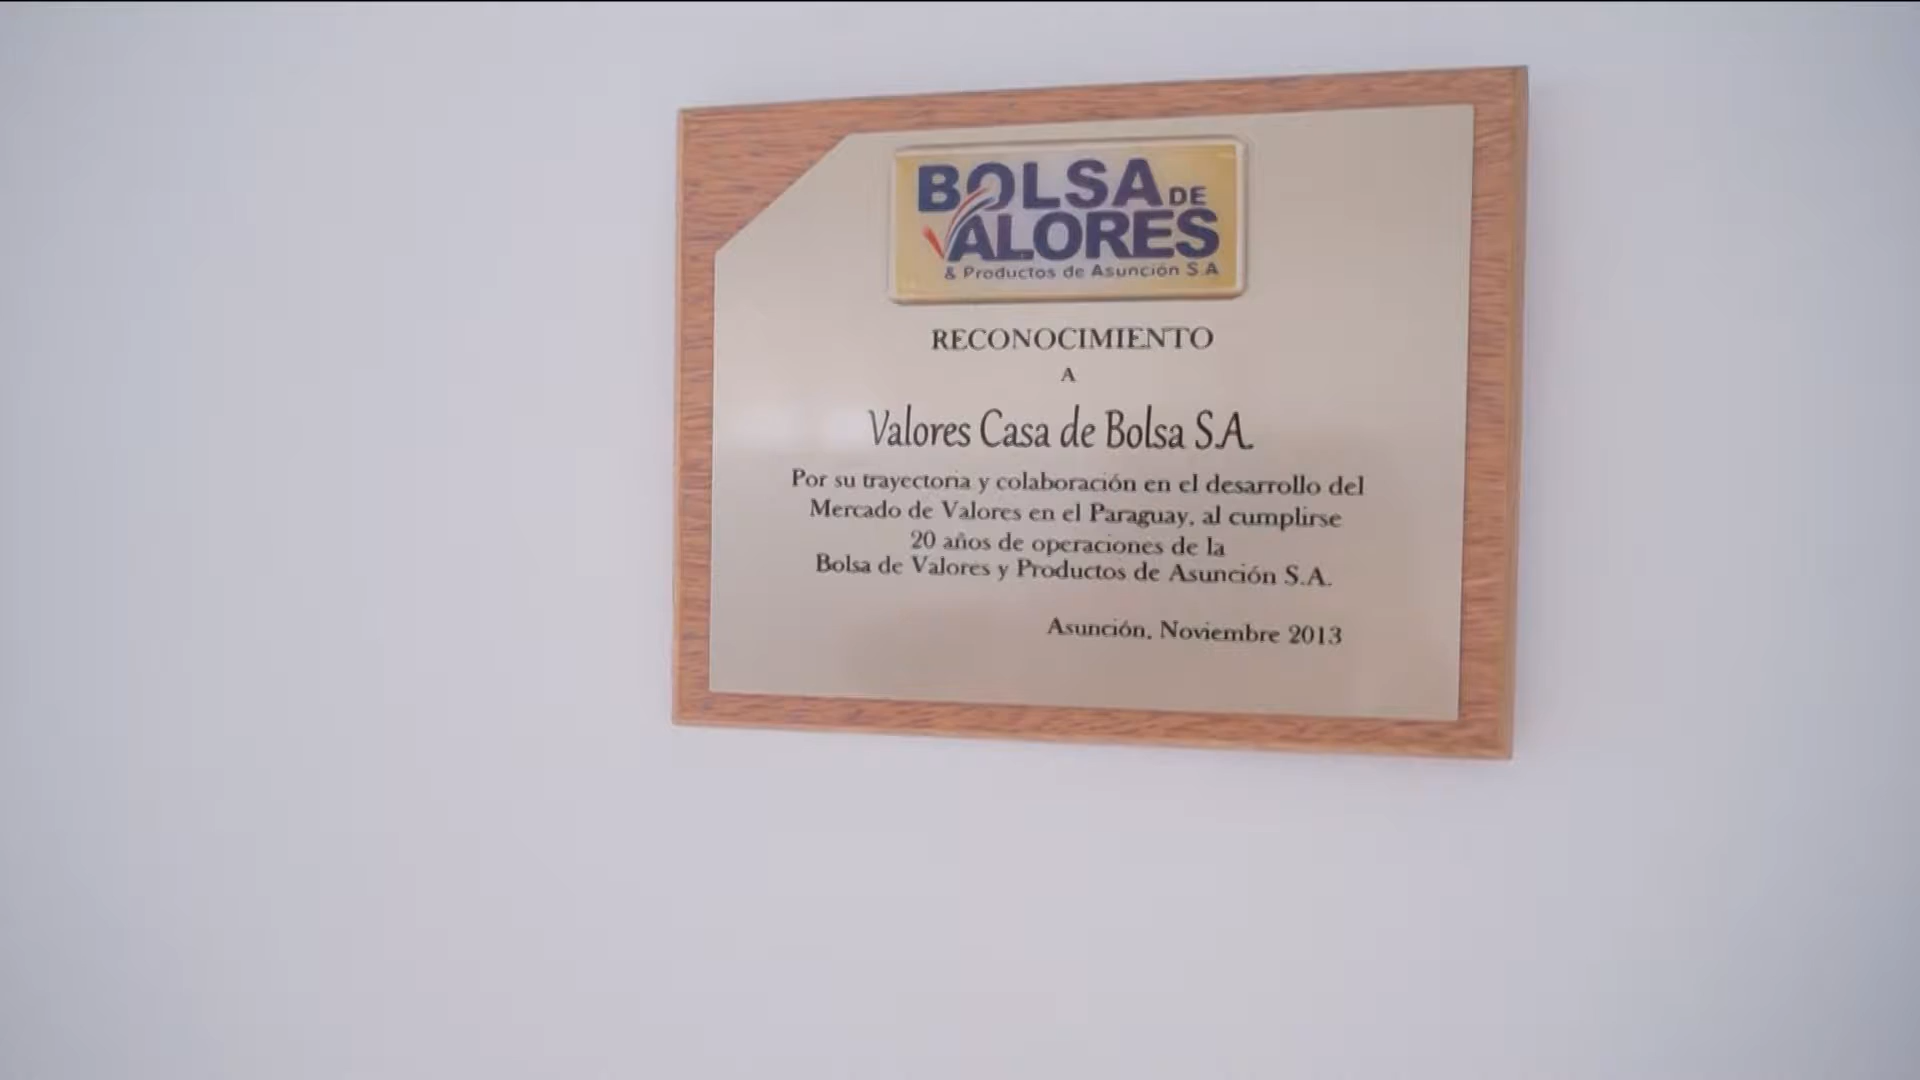 BOLSA DE
VALORES
& Productos de Asunción S.A
RECONOCIMIENTO
A
Valores Casa de Bolsa S.A.
Por su trayectoria y colaboración en el desarrollo del
Mercado de Valores en el Paraguay, al cumplirse
20 años de operaciones de la
Bolsa de Valores y Productos de Asunción S.A.
Asunción, Noviembre 2013